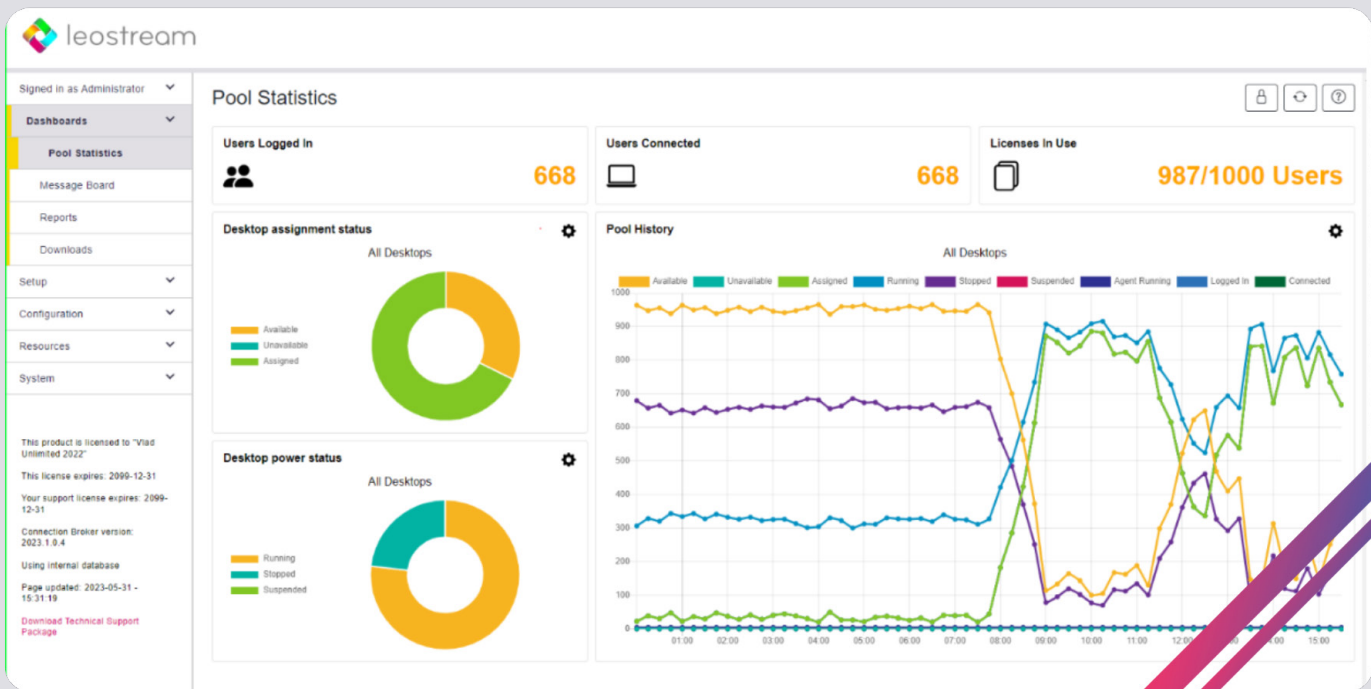 leostream
Signed in as Administrator
Dashboards
Pool Statistics
Message Board
Reports
Downloads
Setup
Configuration
Resources
System
This product is licensed to "Vlad
Unlimited 2022"
This license expires: 2099-12-31
Your support license expires: 2099-
12-31
Connection Broker version:
2023.1.0.4
Using internal database
Page updated: 2023-05-31 -
15:31:19
Download Technical Support
Package
Pool Statistics
Users Logged In
668
Users Connected
668
Licenses In Use
987/1000 Users
Desktop assignment status
All Desktops
Available
Unavailable
Assigned
Desktop power status
All Desktops
Running
Stopped
Suspended
Pool History
All Desktops
Available Unavailable Assigned Running Stopped Suspended Agent Running Logged In Connected
1000
900
800
700
600
500
400
300
200
100
0
01:00 02:00 03:00 04:00 05:00 06:00 07:00 08:00 09:00 10:00 11:00 15:00